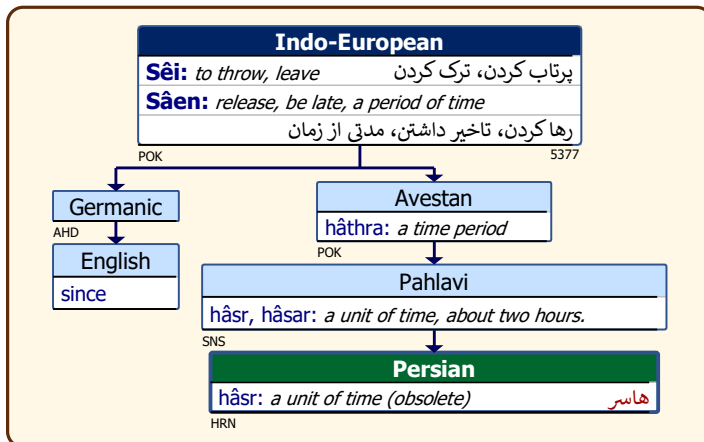 Indo-European
Sêi: to throw, leave پرتاب کردن، ترک کردن
Sâen: release, be late, a period of time
رها کردن، تاخیر داشتن، مدتی از زمان
POK 5377
Germanic
AHD
English
since
Avestan
hâthra: a time period
POK
Pahlavi
hâsr, hâsar: a unit of time, about two hours.
SNS
Persian
hâsr: a unit of time (obsolete) هاسر
HRN